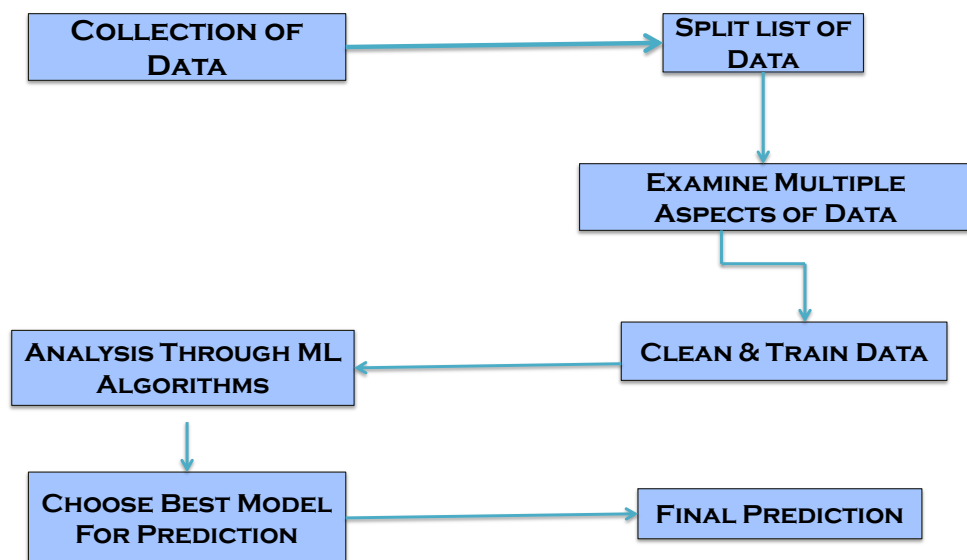 Collection of
Data
Split list of
Data
Examine Multiple
Aspects of Data
Clean & Train Data
Analysis Through ML
Algorithms
Choose Best Model
For Prediction
Final Prediction